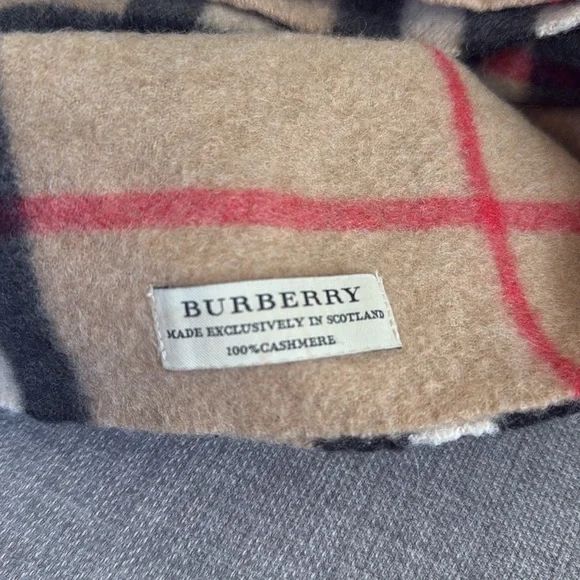 BURBERRY
MADE EXCLUSIVELY IN SCOTLAND
100%CASHMERE